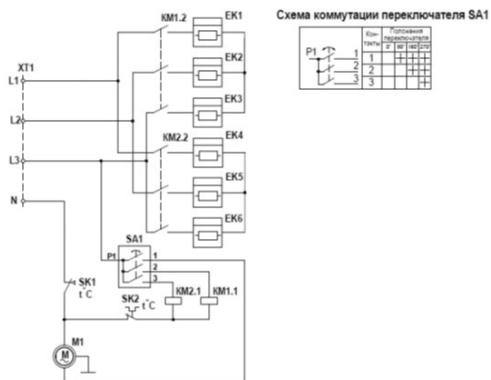 Схема коммутации переключателя SA1
KM1.2
EK1
XT1
L1
EK2
L2
EK3
KM2.2
EK4
L3
EK5
N
EK6
SA1
P1
1
2
3
SK1
t°C
SK2
t°C
KM2.1
KM1.1
M1
M
P1
1
2
3
Кон-
такты
Положения
переключателя
0° 90° 180° 270°
1 + + +
2 + +
3 +